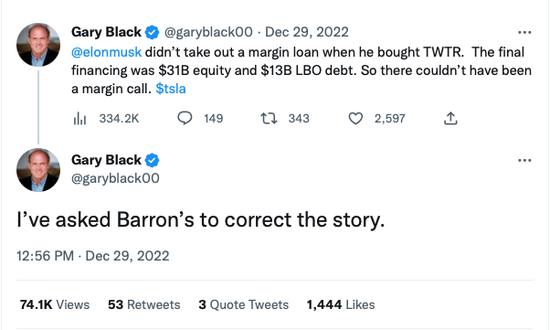 Gary Black @garyblack00 · Dec 29, 2022
@elonmusk didn’t take out a margin loan when he bought TWTR. The final
financing was $31B equity and $13B LBO debt. So there couldn’t have been
a margin call. $tsla
334.2K 149 343 2,597
Gary Black
@garyblack00
I’ve asked Barron’s to correct the story.
12:56 PM · Dec 29, 2022
74.1K Views 53 Retweets 3 Quote Tweets 1,444 Likes